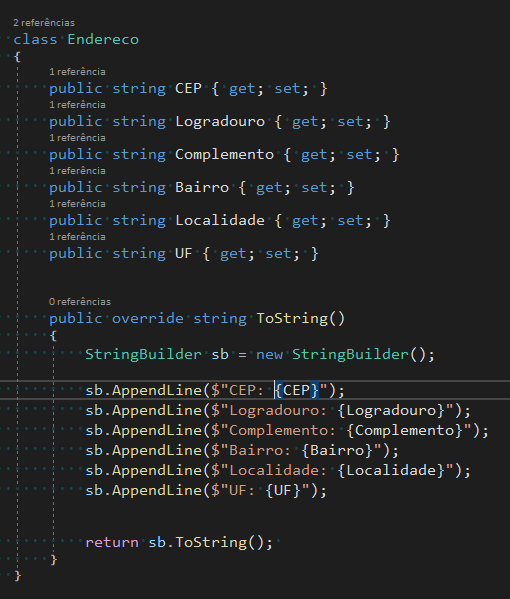 2 referências
class Endereco
{
1 referência
public string CEP { get; set; }
1 referência
public string Logradouro { get; set; }
1 referência
public string Complemento { get; set; }
1 referência
public string Bairro { get; set; }
1 referência
public string Localidade { get; set; }
1 referência
public string UF { get; set; }
0 referências
public override string ToString()
{
StringBuilder sb = new StringBuilder();
sb.AppendLine($"CEP: {CEP}");
sb.AppendLine($"Logradouro: {Logradouro}");
sb.AppendLine($"Complemento: {Complemento}");
sb.AppendLine($"Bairro: {Bairro}");
sb.AppendLine($"Localidade: {Localidade}");
sb.AppendLine($"UF: {UF}");
return sb.ToString();
}
}